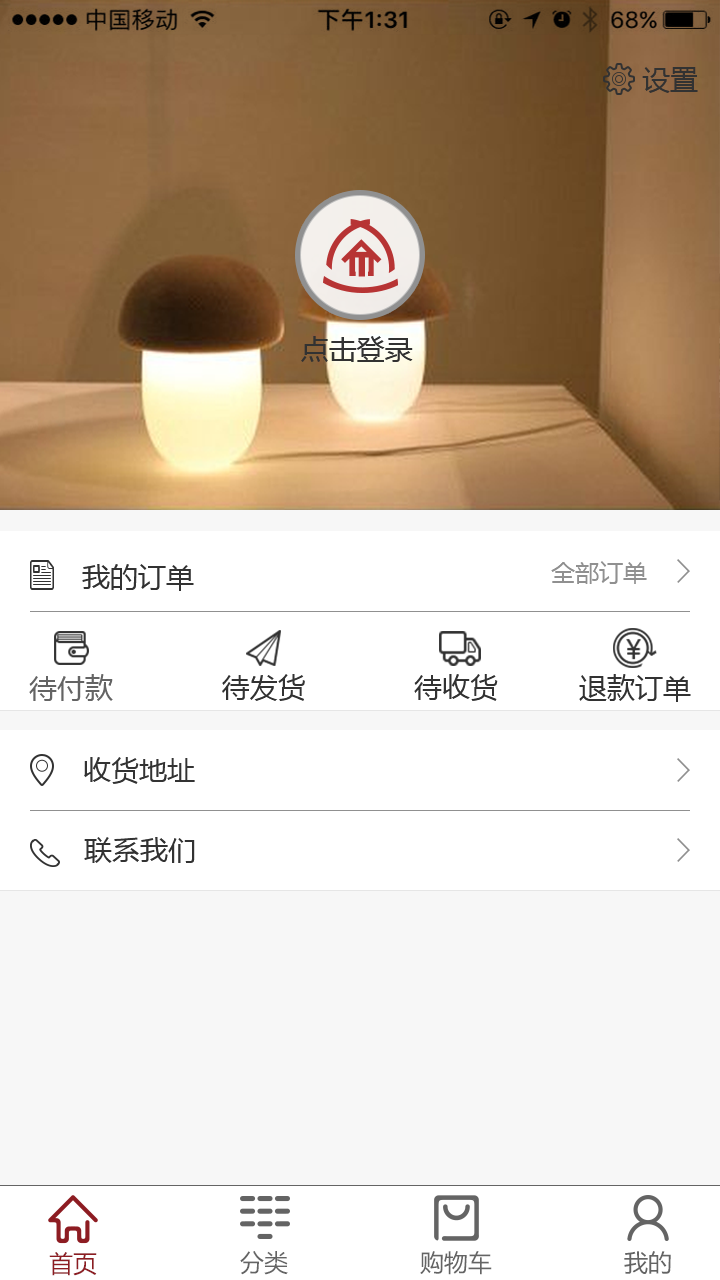 中国移动 下午1:31 68%
设置
点击登录
我的订单 全部订单
待付款 待发货 待收货 退款订单
收货地址
联系我们
首页 分类 购物车 我的